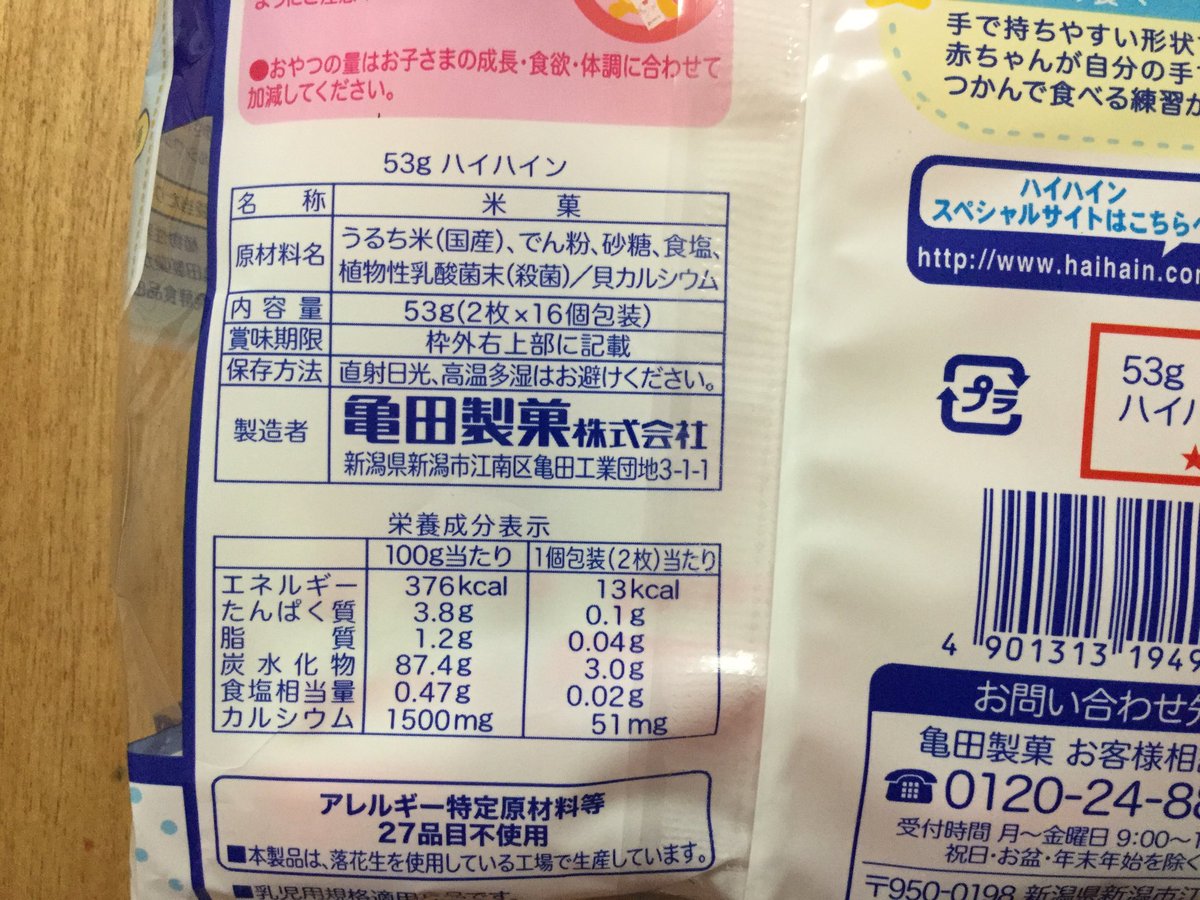 ようにご注意
●おやつの量はお子さまの成長・食欲・体調に合わせて
加減してください。
53g ハイハイン
名称 米菓
原材料名 うるち米(国産)、でん粉、砂糖、食塩、
植物性乳酸菌末(殺菌)/貝カルシウム
内容量 53g(2枚×16個包装)
賞味期限 枠外右上部に記載
保存方法 直射日光、高温多湿はお避けください。
製造者 亀田製菓株式会社
新潟県新潟市江南区亀田工業団地3-1-1
栄養成分表示
100g当たり 1個包装(2枚)当たり
エネルギー 376kcal 13kcal
たんぱく質 3.8g 0.1g
脂質 1.2g 0.04g
炭水化物 87.4g 3.0g
食塩相当量 0.47g 0.02g
カルシウム 1500mg 51mg
アレルギー特定原材料等
27品目不使用
■本製品は、落花生を使用している工場で生産しています。
■乳児用規格適用
手で持ちやすい形状
赤ちゃんが自分の手
つかんで食べる練習が
ハイハイン
スペシャルサイトはこちら
http://www.haihain.co
プラ
53g
ハイ
4 901313 1949
お問い合わせ
亀田製菓 お客様相
0120-24-8
受付時間 月～金曜日 9:00～
祝日・お盆・年末年始を除く
〒950-0198 新潟県新潟市江